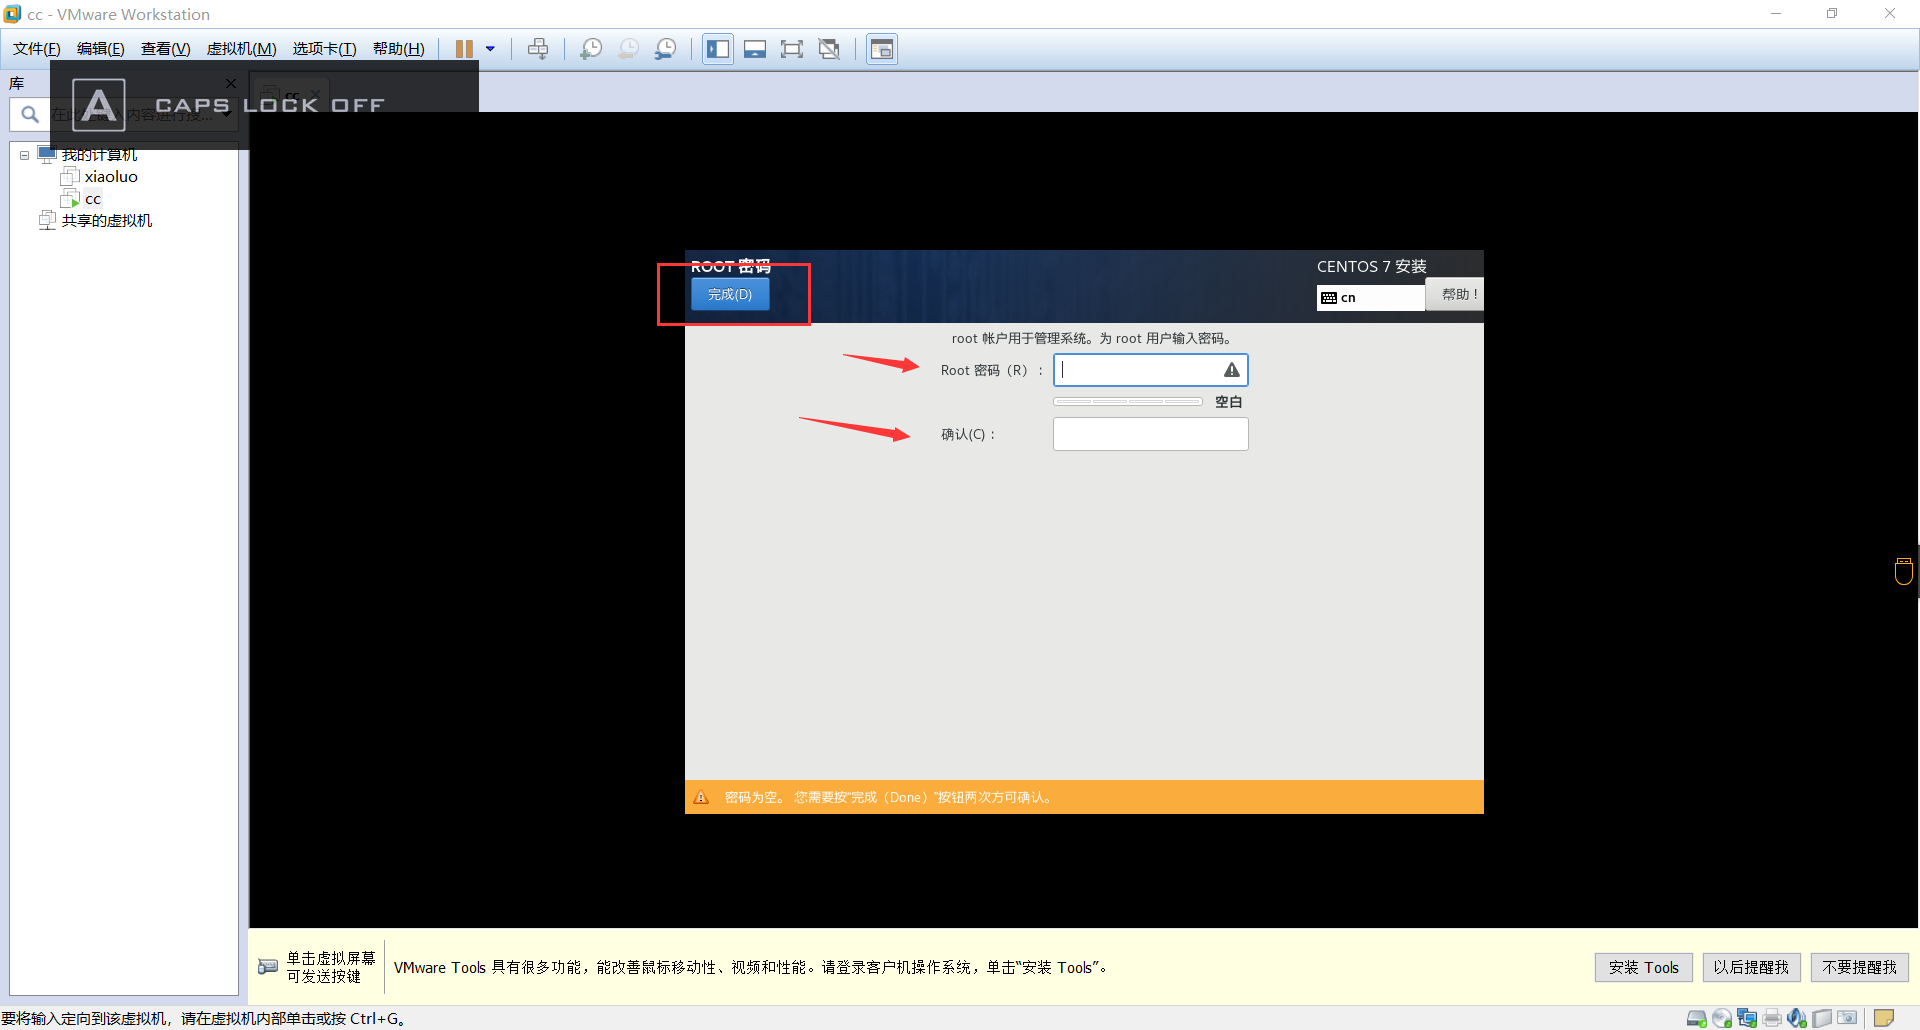 cc - VMware Workstation
文件(F) 编辑(E) 查看(V) 虚拟机(M) 选项卡(T) 帮助(H)
库
CAPS LOCK OFF
A
cc
我的计算机
xiaoluo
cc
共享的虚拟机
ROOT 密码
完成(D)
CENTOS 7 安装
cn
帮助！
root 帐户用于管理系统。为 root 用户输入密码。
Root 密码（R）：
空白
确认(C)：
密码为空。 您需要按“完成（Done）”按钮两次方可确认。
单击虚拟屏幕
可发送按键
VMware Tools 具有很多功能，能改善鼠标移动性、视频和性能。请登录客户机操作系统，单击“安装 Tools”。
安装 Tools
以后提醒我
不要提醒我
要将输入定向到该虚拟机，请在虚拟机内部单击或按 Ctrl+G。